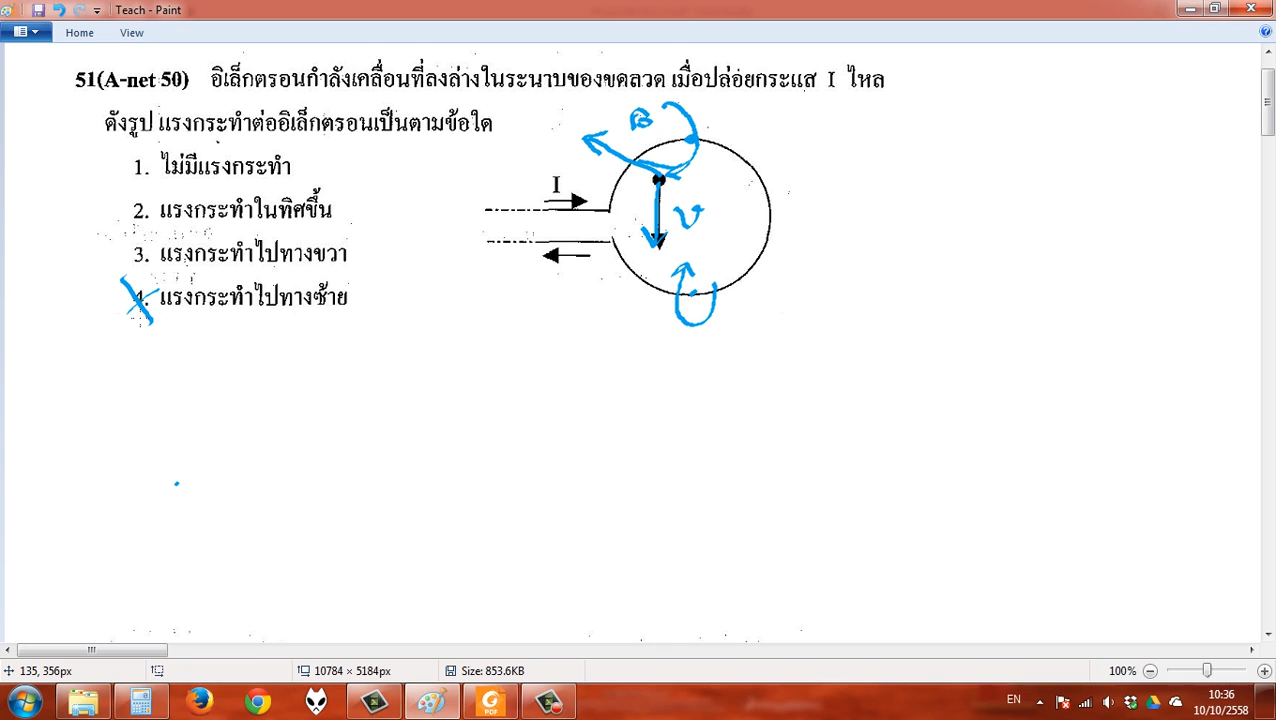 Teach - Paint
Home View
51(A-net 50) อิเล็กตรอนกำลังเคลื่อนที่ลงล่างในระนาบของขดลวด เมื่อปล่อยกระแส I ไหล
ดังรูป แรงกระทำต่ออิเล็กตรอนเป็นตามข้อใด
1. ไม่มีแรงกระทำ
2. แรงกระทำในทิศขึ้น
3. แรงกระทำไปทางขวา
4. แรงกระทำไปทางซ้าย
B
I
v
135, 356px 10784 × 5184px Size: 853.6KB 100%
PDF
EN 10:36
10/10/2558